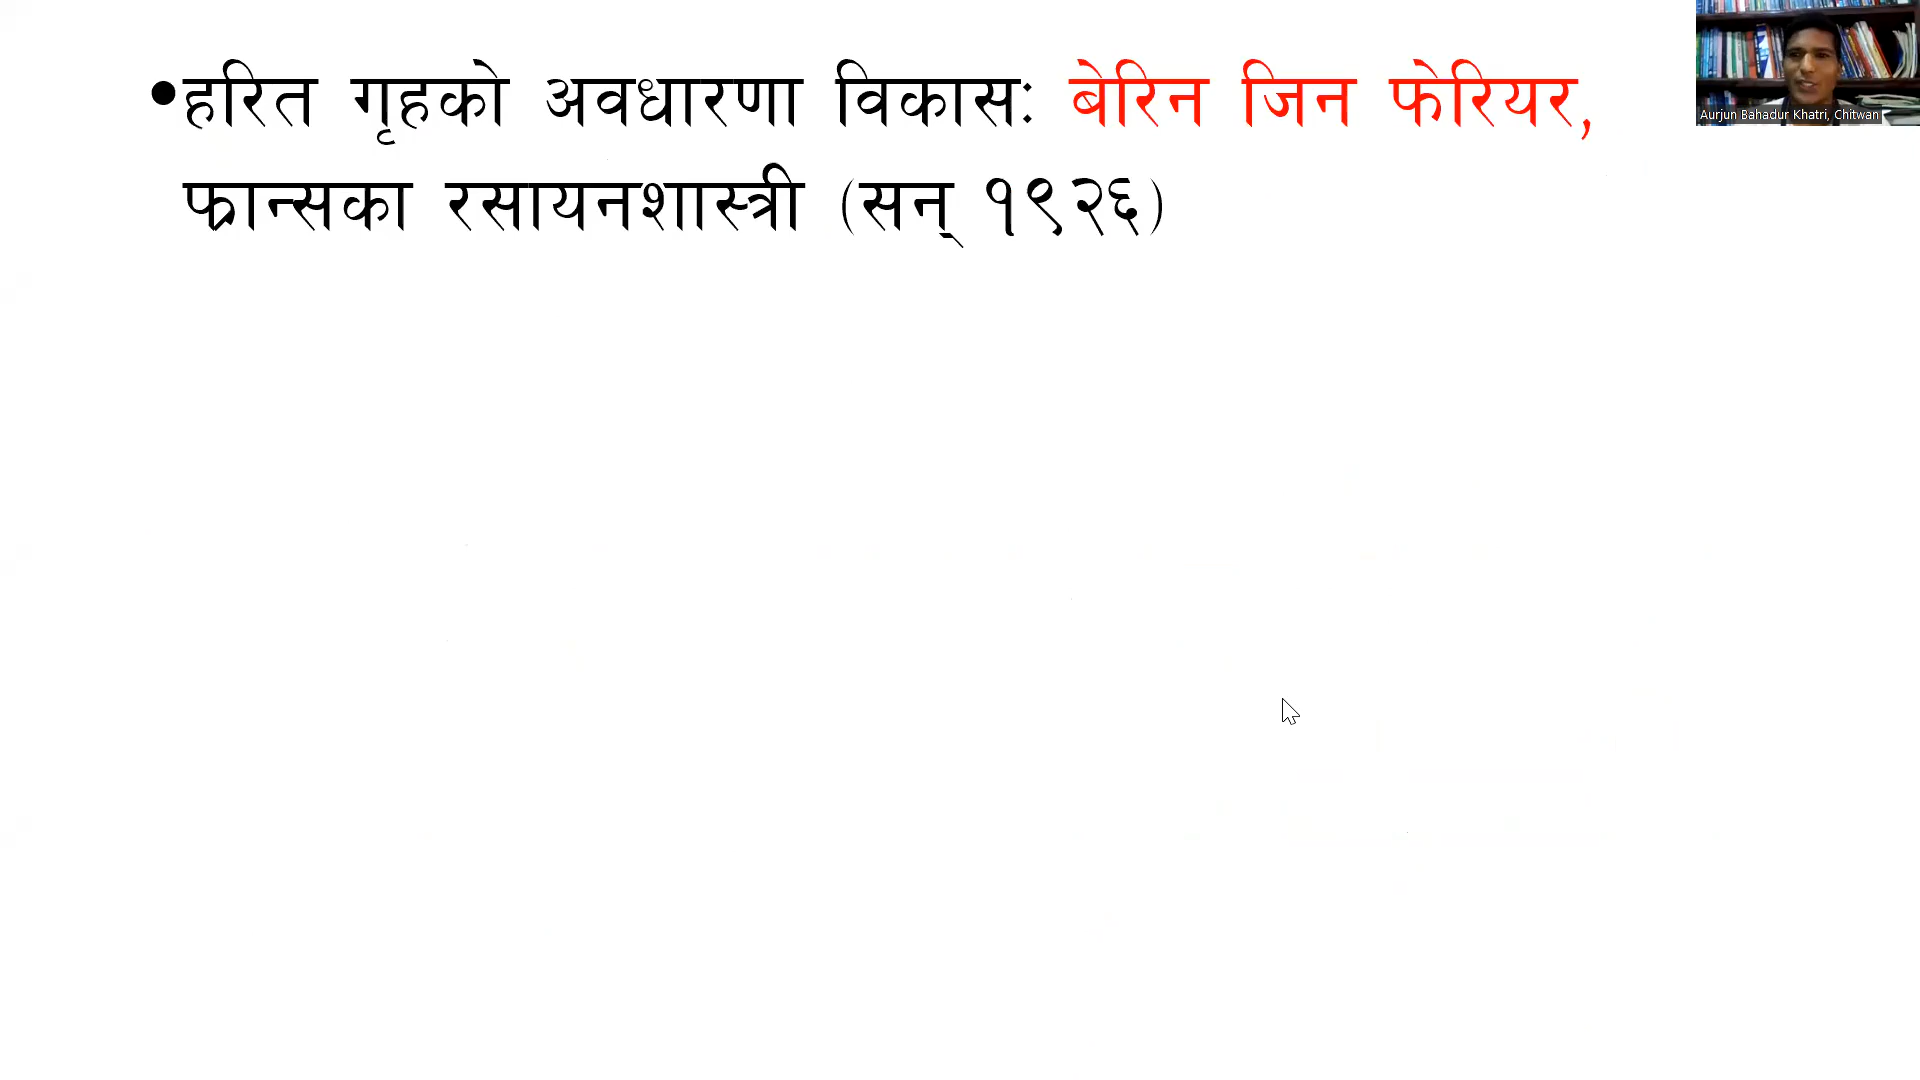 •हरित गृहको अवधारणा विकासः बेरिन जिन फेरियर,
फ्रान्सका रसायनशास्त्री (सन् १९२६)
Aurjun Bahadur Khatri, Chitwan